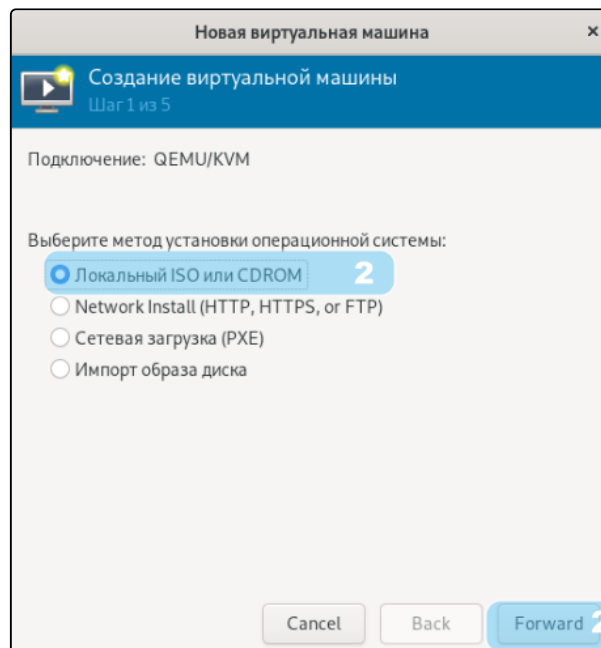 Новая виртуальная машина ×
Создание виртуальной машины
Шаг 1 из 5
Подключение: QEMU/KVM
Выберите метод установки операционной системы:
Локальный ISO или CDROM 2
Network Install (HTTP, HTTPS, or FTP)
Сетевая загрузка (PXE)
Импорт образа диска
Cancel Back Forward 2